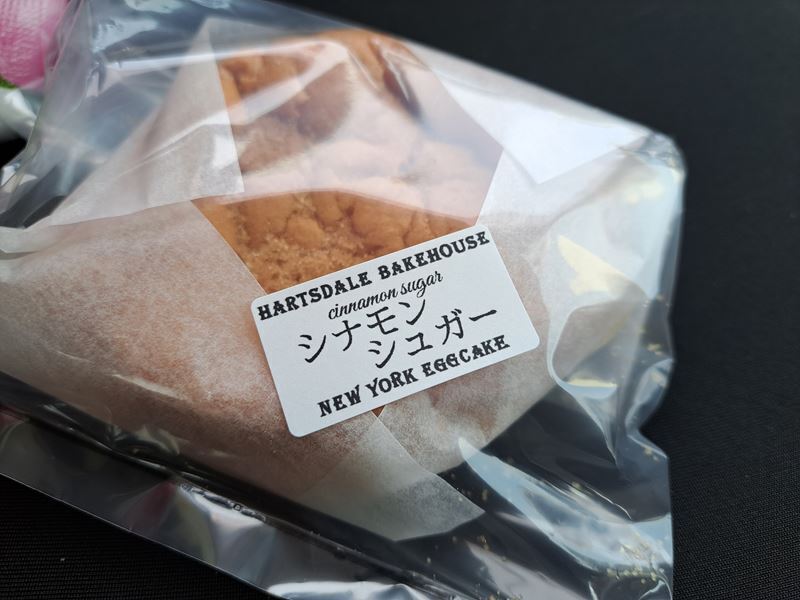 HARTSDALE BAKEHOUSE
cinnamon sugar
シナモン
シュガー
NEW YORK EGGCAKE